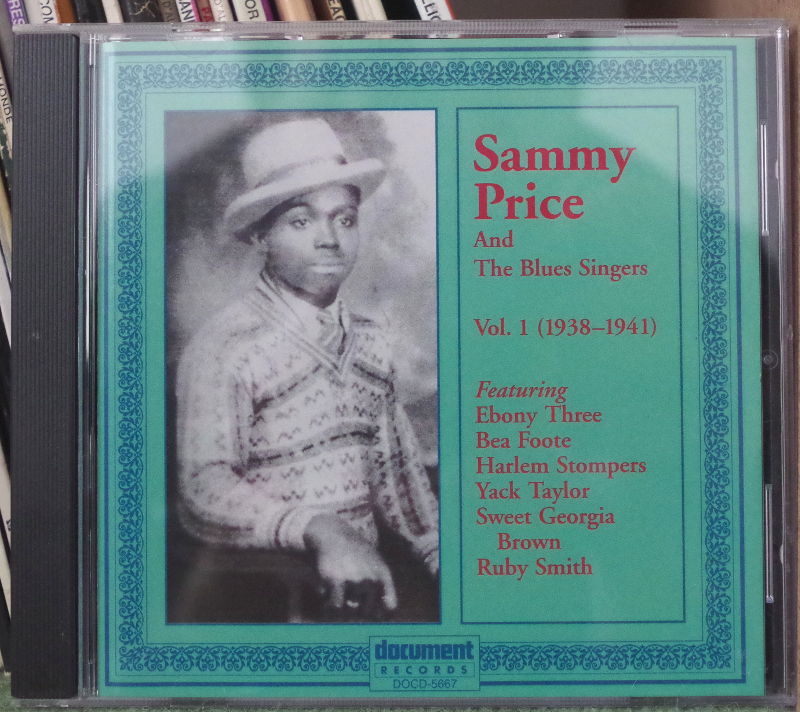 Sammy
Price
And
The Blues Singers
Vol. 1 (1938–1941)
Featuring
Ebony Three
Bea Foote
Harlem Stompers
Yack Taylor
Sweet Georgia
Brown
Ruby Smith
document
RECORDS
DOCD-5667